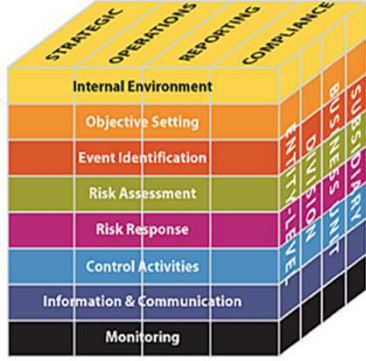 STRATEGIC
OPERATIONS
REPORTING
COMPLIANCE
Internal Environment
Objective Setting
Event Identification
Risk Assessment
Risk Response
Control Activities
Information & Communication
Monitoring
ENTITY-LEVEL
DIVISION
BUSINESS UNIT
SUBSIDIARY